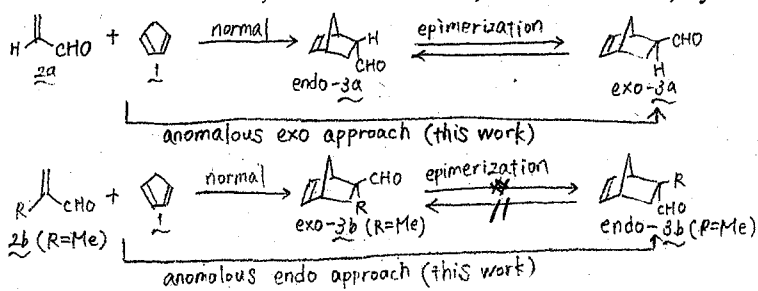 H CHO + normal H CHO epimerization CHO H
2a 1 endo-3a exo-3a
anomalous exo approach (this work)
R CHO + normal CHO R epimerization R CHO
2b (R=Me) 1 exo-3b (R=Me) endo-3b (R=Me)
anomolous endo approach (this work)